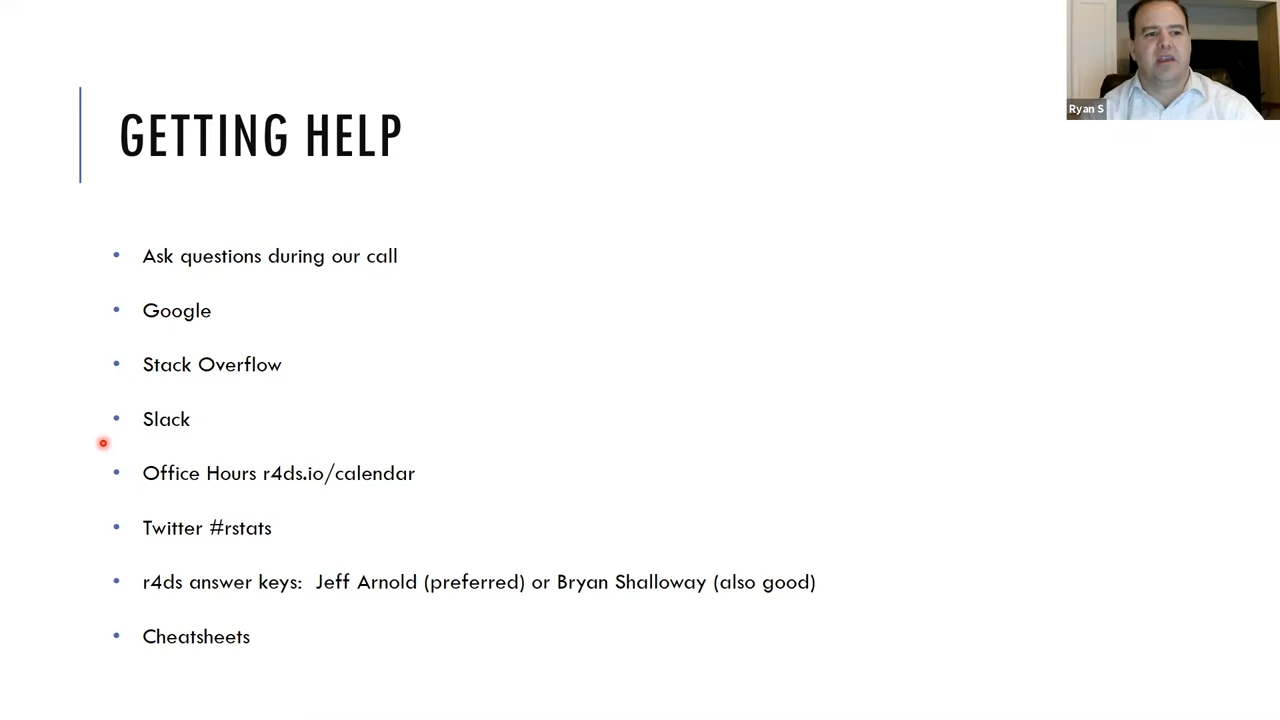 Ryan S
GETTING HELP
• Ask questions during our call
• Google
• Stack Overflow
• Slack
• Office Hours r4ds.io/calendar
• Twitter #rstats
• r4ds answer keys: Jeff Arnold (preferred) or Bryan Shalloway (also good)
• Cheatsheets